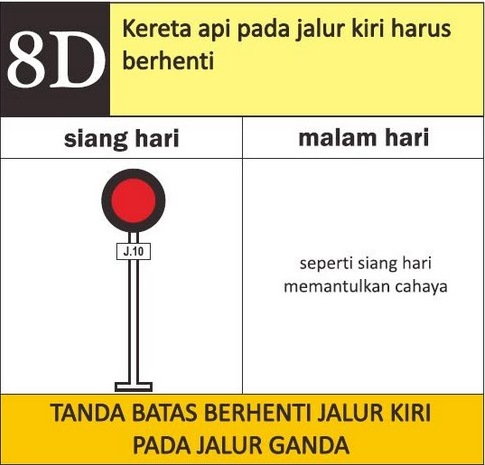 8D
Kereta api pada jalur kiri harus
berhenti
siang hari
malam hari
J.10
seperti siang hari
memantulkan cahaya
TANDA BATAS BERHENTI JALUR KIRI
PADA JALUR GANDA